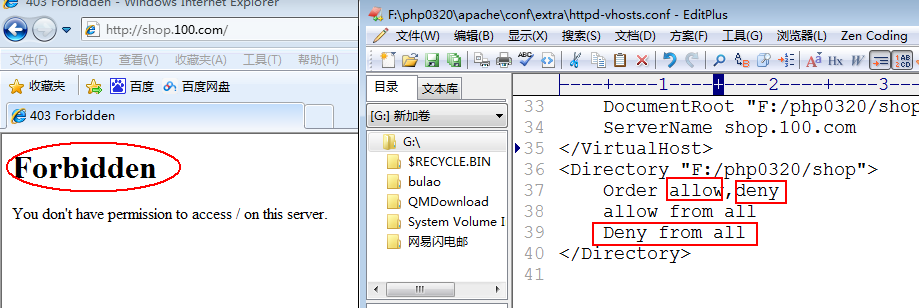 403 Forbidden - Windows Internet Explorer
http://shop.100.com/
文件(F) 编辑(E) 查看(V) 收藏夹(A) 工具(T) 帮助(H)
收藏夹 百度 百度网盘
403 Forbidden
Forbidden
You don't have permission to access / on this server.
F:\php0320\apache\conf\extra\httpd-vhosts.conf - EditPlus
文件(W) 编辑(B) 显示(X) 搜索(S) 文档(D) 方案(F) 工具(G) 浏览器(L) Zen Coding
目录 文本库
[G:] 新加卷
G:\
$RECYCLE.BIN
bulao
QMDownload
System Volume I
网易闪电邮
----+----1----+----2----+----3----
33 DocumentRoot "F:/php0320/shop
34 ServerName shop.100.com
35 </VirtualHost>
36 <Directory "F:/php0320/shop">
37 Order allow,deny
38 allow from all
39 Deny from all
40 </Directory>
41